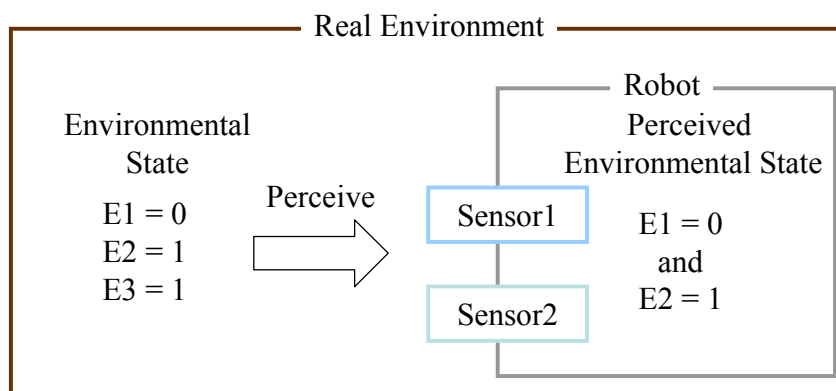 Real Environment
Environmental
State
E1 = 0
E2 = 1
E3 = 1
Perceive
Robot
Perceived
Environmental State
Sensor1
Sensor2
E1 = 0
and
E2 = 1